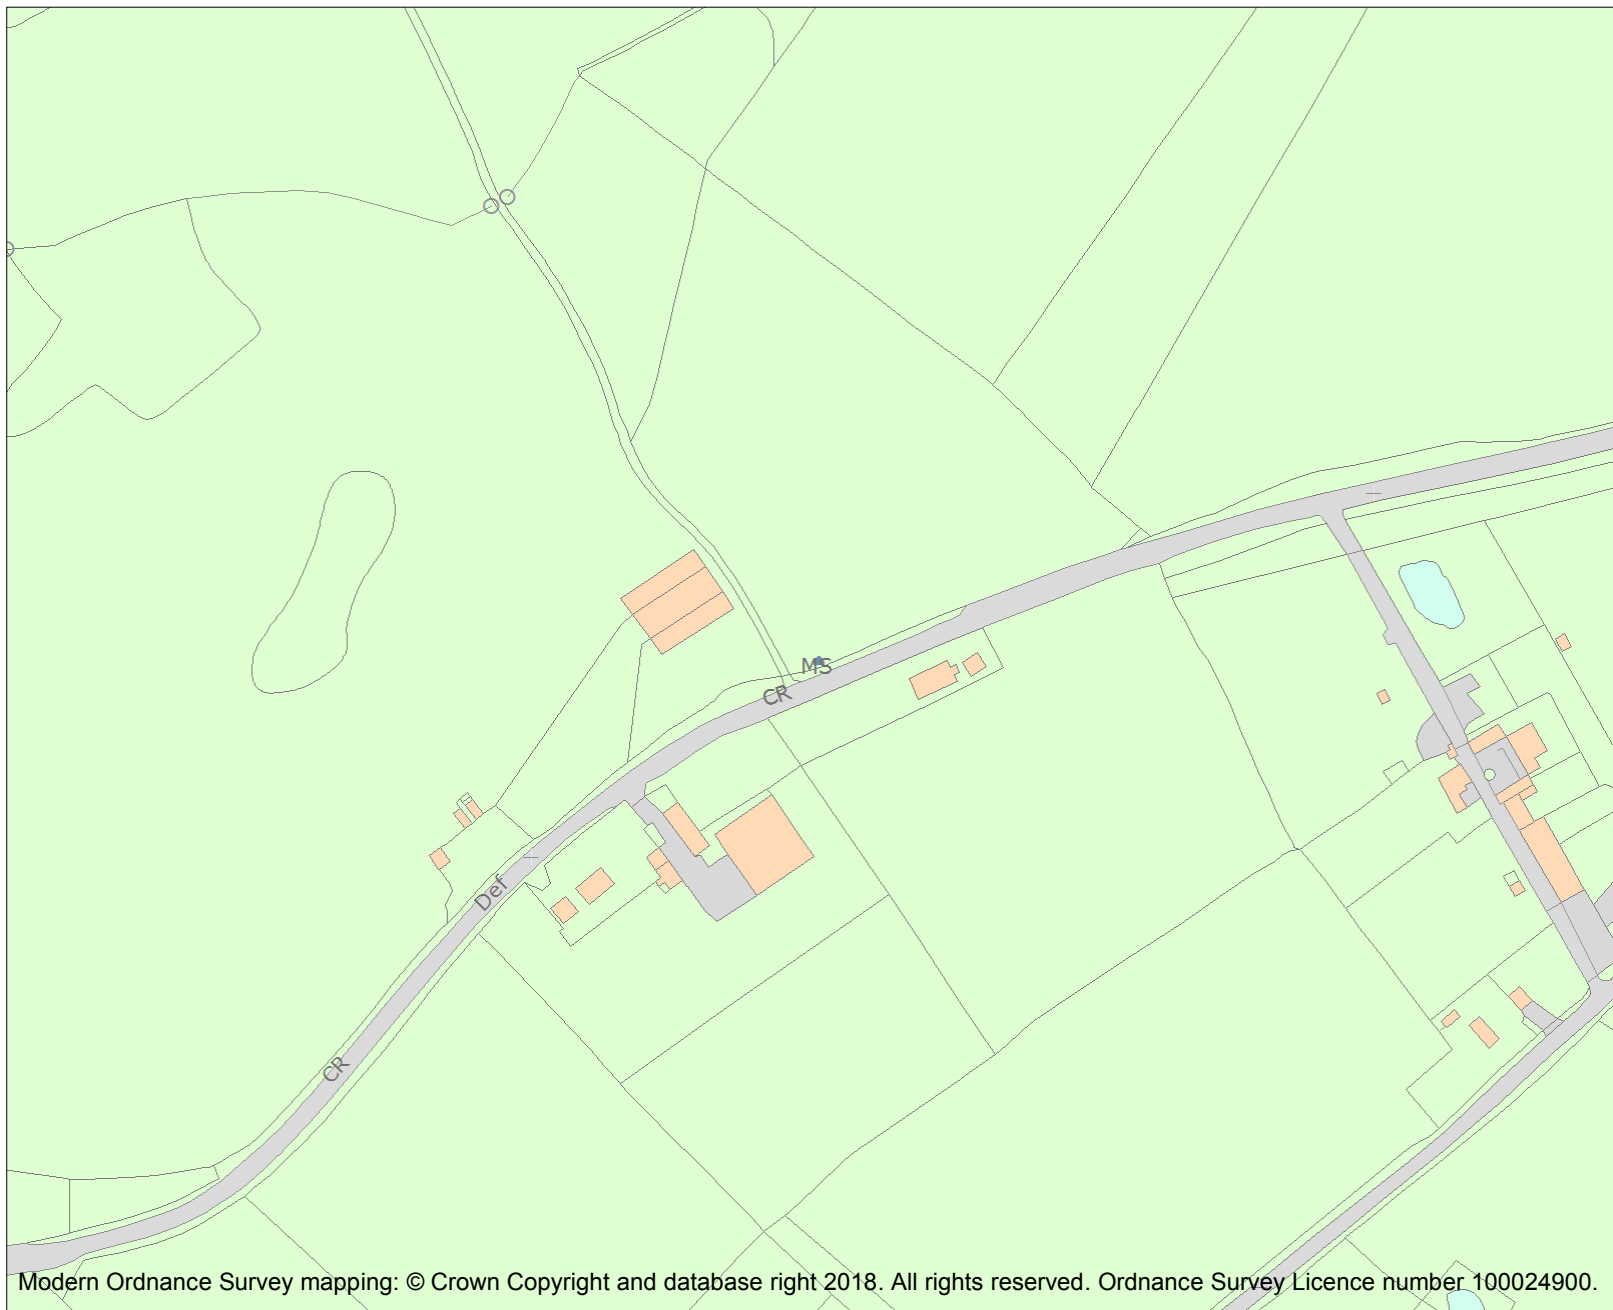 MS
CR
Def
CR
Modern Ordnance Survey mapping: © Crown Copyright and database right 2018. All rights reserved. Ordnance Survey Licence number 100024900.